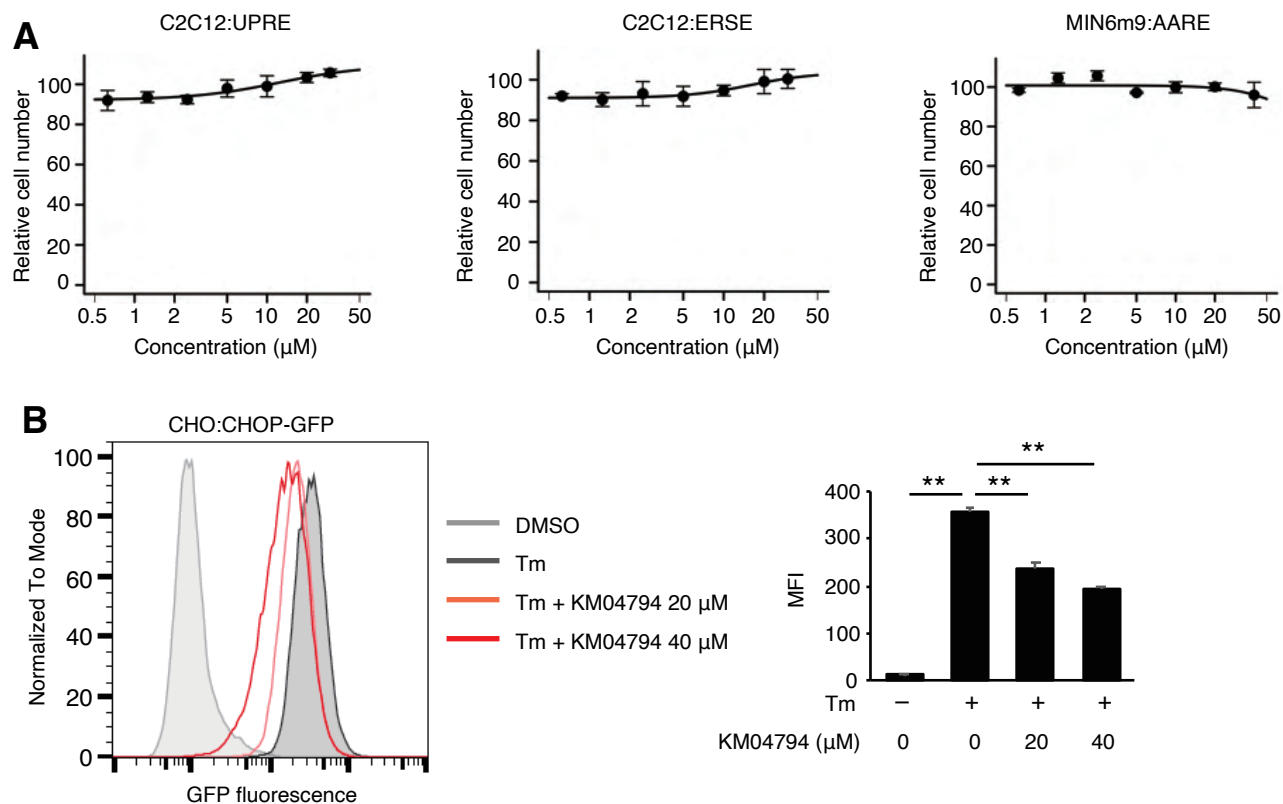 A
C2C12:UPRE
C2C12:ERSE
MIN6m9:AARE
Relative cell number
100
80
60
40
20
0
0.5 1 2 5 10 20 50
Concentration (µM)
Relative cell number
100
80
60
40
20
0
0.5 1 2 5 10 20 50
Concentration (µM)
Relative cell number
100
80
60
40
20
0
0.5 1 2 5 10 20 50
Concentration (µM)
B
CHO:CHOP-GFP
Normalized To Mode
100
80
60
40
20
0
GFP fluorescence
DMSO
Tm
Tm + KM04794 20 µM
Tm + KM04794 40 µM
**
** **
MFI
400
300
200
100
0
Tm – + + +
KM04794 (µM) 0 0 20 40